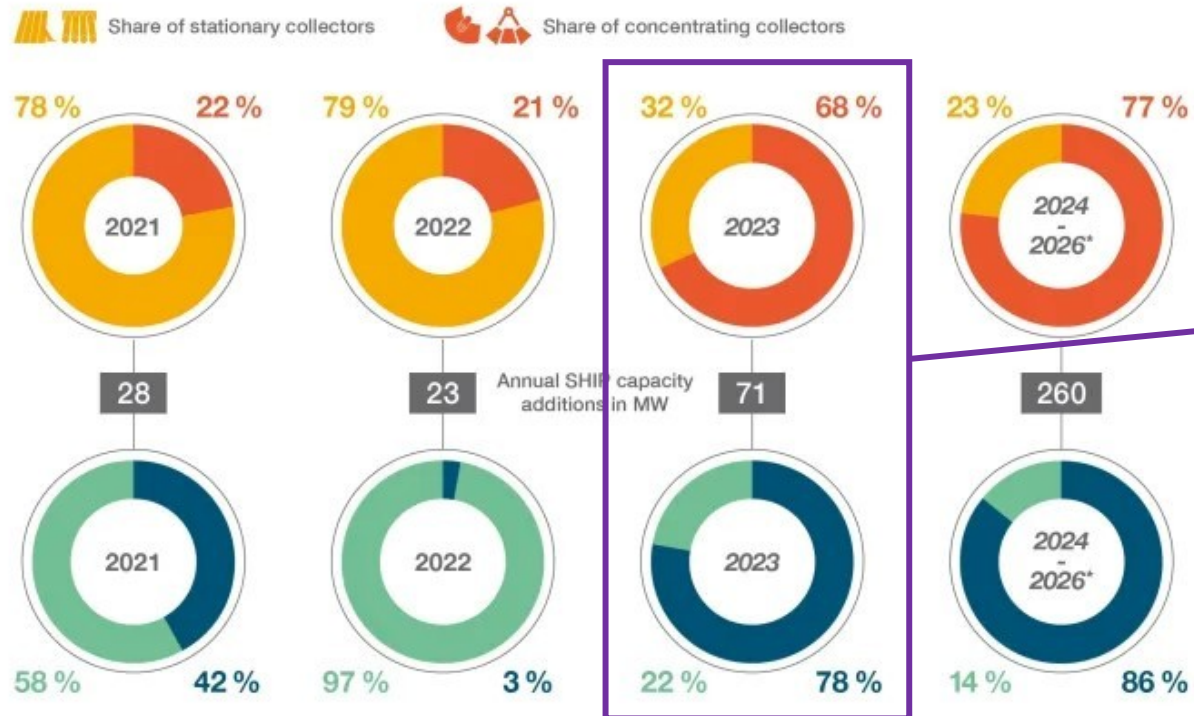 Share of stationary collectors
Share of concentrating collectors
78 % 22 % 79 % 21 % 32 % 68 % 23 % 77 %
2021 2022 2023 2024
-
2026*
28 23 Annual SHIP capacity
additions in MW 71 260
2021 2022 2023 2024
-
2026*
58 % 42 % 97 % 3 % 22 % 78 % 14 % 86 %